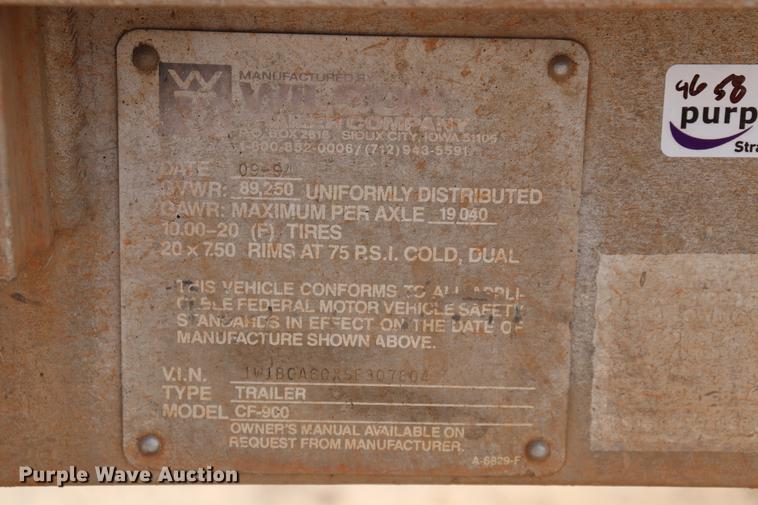 MANUFACTURED BY
WILSON
TRAILER COMPANY
P.O. BOX 2616 SIOUX CITY, IOWA 51106
1-800-852-0006/(712) 943-5591
DATE 09-94
GVWR: 89,250 UNIFORMLY DISTRIBUTED
GAWR: MAXIMUM PER AXLE 19 040
10.00-20 (F) TIRES
20 x 7.50 RIMS AT 75 P.S.I. COLD, DUAL
THIS VEHICLE CONFORMS TO ALL APPLI-
CABLE FEDERAL MOTOR VEHICLE SAFETY
STANDARDS IN EFFECT ON THE DATE OF
MANUFACTURE SHOWN ABOVE.
V.I.N.
TYPE TRAILER
MODEL CF-900
OWNER'S MANUAL AVAILABLE ON
REQUEST FROM MANUFACTURER.
A-6829-F
9658
purp
Stra
Purple Wave Auction